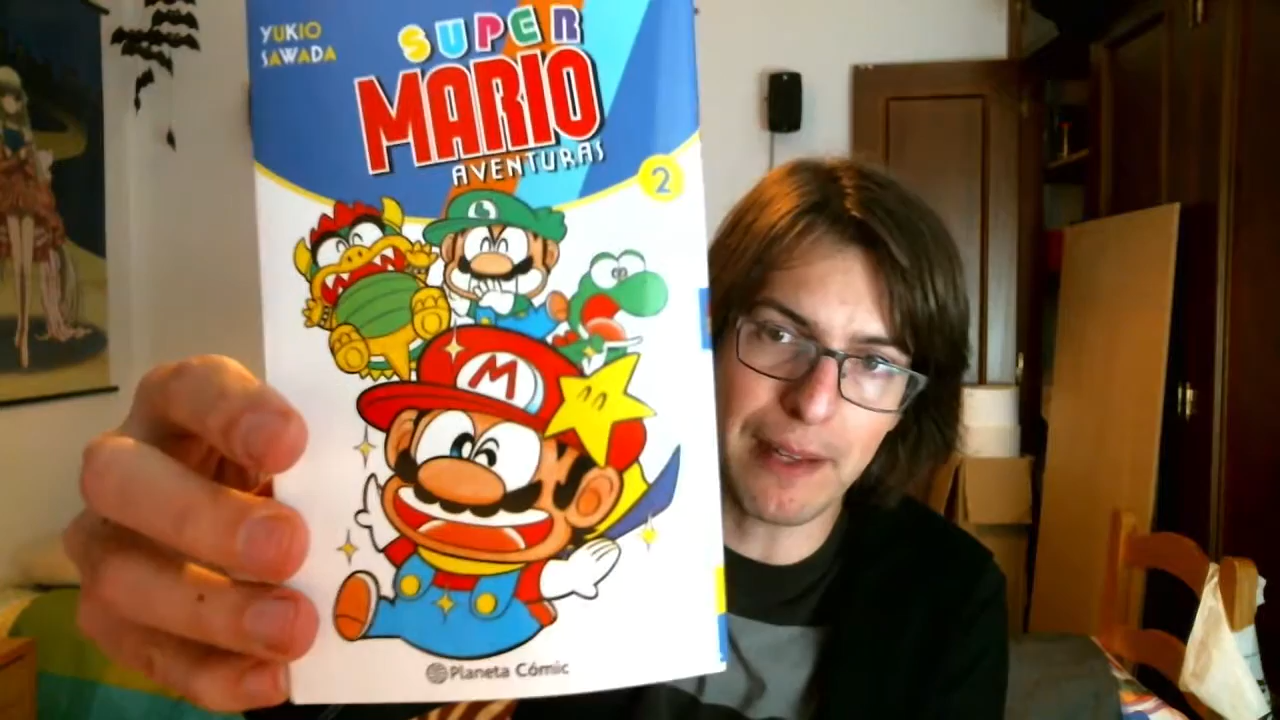 YUKIO
SAWADA
SUPER
MARIO
AVENTURAS
2
L
M
Planeta Cómic